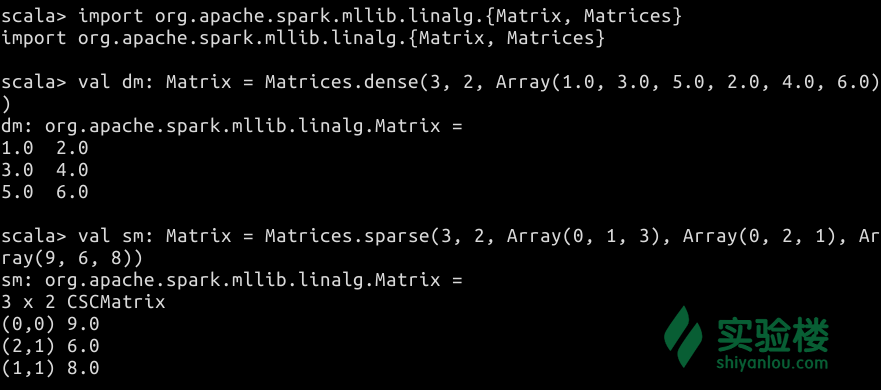 scala> import org.apache.spark.mllib.linalg.{Matrix, Matrices}
import org.apache.spark.mllib.linalg.{Matrix, Matrices}
scala> val dm: Matrix = Matrices.dense(3, 2, Array(1.0, 3.0, 5.0, 2.0, 4.0, 6.0)
)
dm: org.apache.spark.mllib.linalg.Matrix =
1.0  2.0
3.0  4.0
5.0  6.0
scala> val sm: Matrix = Matrices.sparse(3, 2, Array(0, 1, 3), Array(0, 2, 1), Ar
ray(9, 6, 8))
sm: org.apache.spark.mllib.linalg.Matrix =
3 x 2 CSCMatrix
(0,0) 9.0
(2,1) 6.0
(1,1) 8.0
实验楼
shiyanlou.com